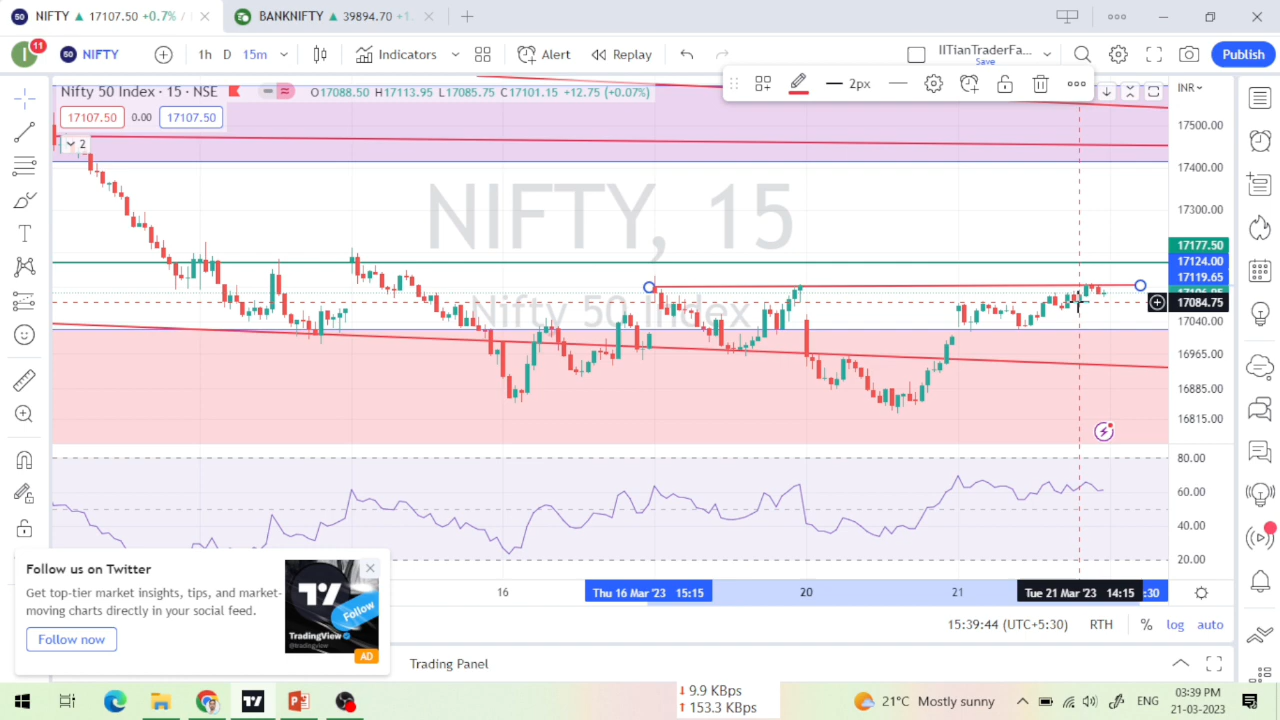 NIFTY ▲ 17107.50 +0.7% /
BANKNIFTY ▲ 39894.70 +1.
I 11 50 NIFTY 1h D 15m Indicators Alert Replay IITianTraderFa... Save Publish
2px
Nifty 50 Index · 15 · NSE O17088.50 H17113.95 L17085.75 C17101.15 +12.75 (+0.07%)
INR
17107.50 0.00 17107.50
2
NIFTY, 15
Nifty 50 Index
17500.00
17400.00
17300.00
17177.50
17124.00
17119.65
17084.75
17040.00
16965.00
16885.00
16815.00
80.00
60.00
40.00
20.00
16 Thu 16 Mar '23 15:15 20 21 Tue 21 Mar '23 14:15 :30
Follow us on Twitter
Get top-tier market insights, tips, and market-
moving charts directly in your social feed.
Follow now
Follow
TradingView
@tradingview
AD
15:39:44 (UTC+5:30) RTH % log auto
Trading Panel
9.9 KBps
153.3 KBps
21°C Mostly sunny
ENG
03:39 PM
21-03-2023